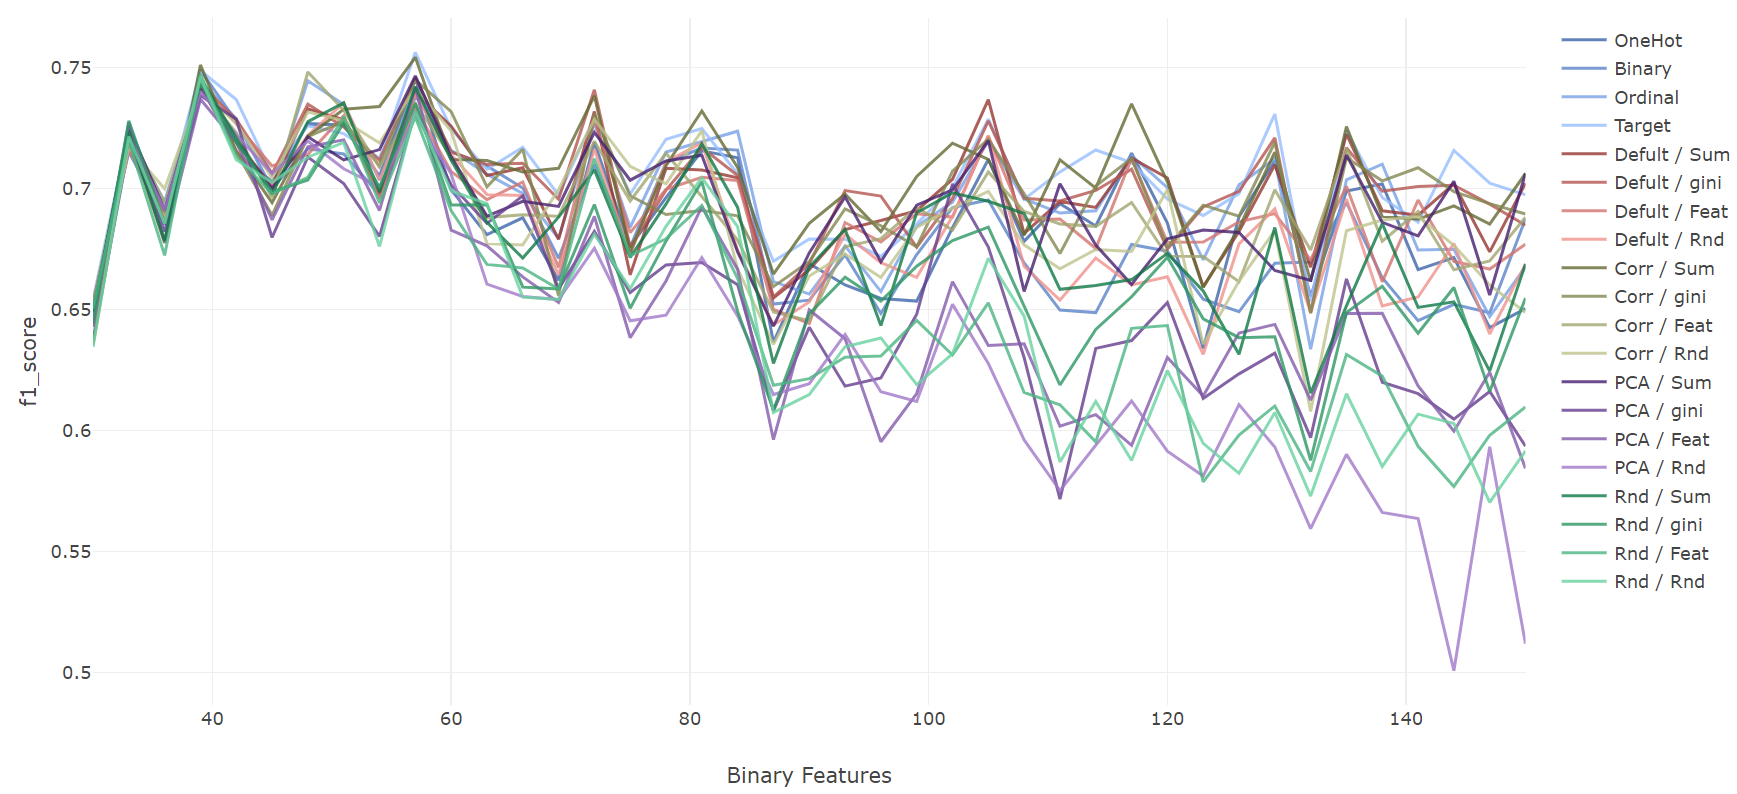 0.75
0.7
0.65
0.6
0.55
0.5
f1_score
40
60
80
100
120
140
Binary Features
OneHot
Binary
Ordinal
Target
Defult / Sum
Defult / gini
Defult / Feat
Defult / Rnd
Corr / Sum
Corr / gini
Corr / Feat
Corr / Rnd
PCA / Sum
PCA / gini
PCA / Feat
PCA / Rnd
Rnd / Sum
Rnd / gini
Rnd / Feat
Rnd / Rnd